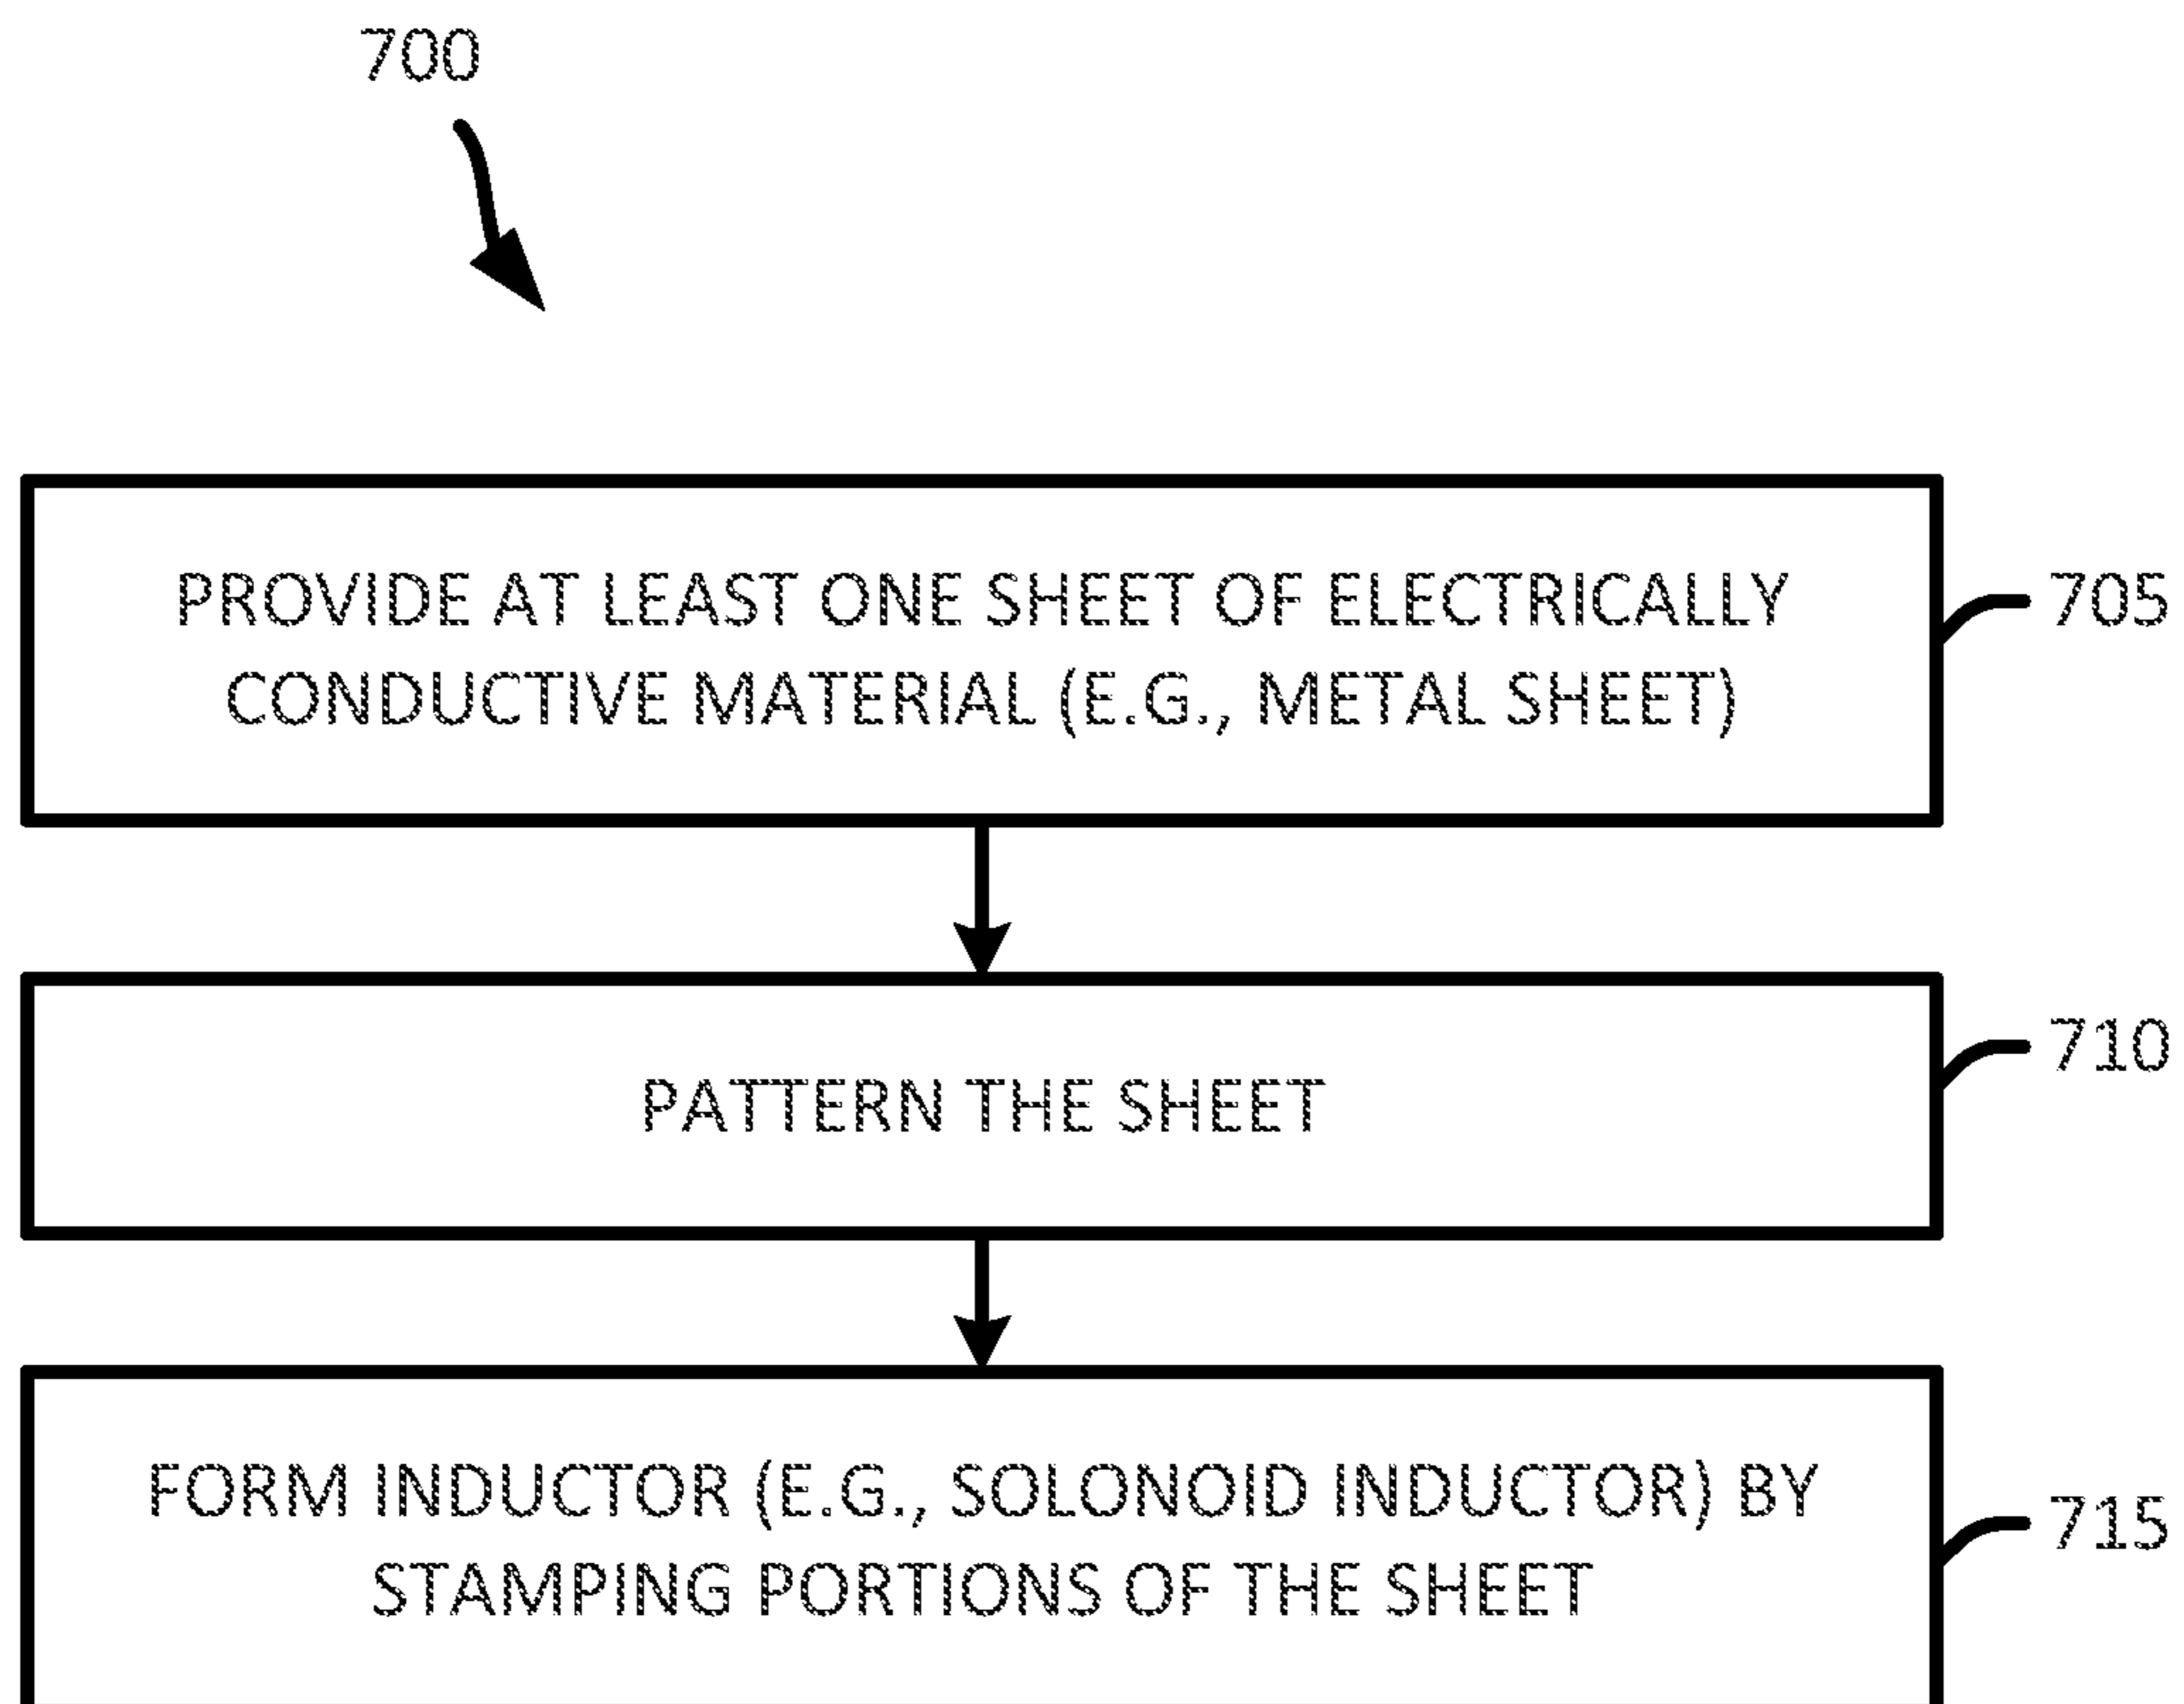 700
PROVIDE AT LEAST ONE SHEET OF ELECTRICALLY
CONDUCTIVE MATERIAL (E.G., METAL SHEET)
705
PATTERN THE SHEET
710
FORM INDUCTOR (E.G., SOLONOID INDUCTOR) BY
STAMPING PORTIONS OF THE SHEET
715